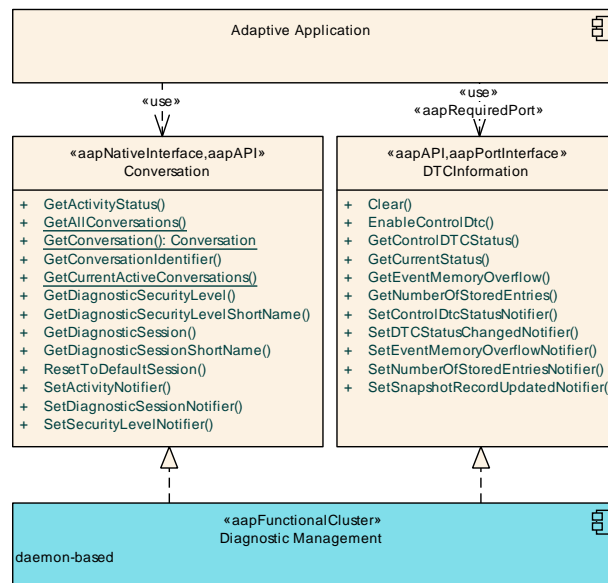 Adaptive Application
«use»
«use»
«aapRequiredPort»
«aapNativeInterface,aapAPI»
Conversation
+ GetActivityStatus()
+ GetAllConversations()
+ GetConversation(): Conversation
+ GetConversationIdentifier()
+ GetCurrentActiveConversations()
+ GetDiagnosticSecurityLevel()
+ GetDiagnosticSecurityLevelShortName()
+ GetDiagnosticSession()
+ GetDiagnosticSessionShortName()
+ ResetToDefaultSession()
+ SetActivityNotifier()
+ SetDiagnosticSessionNotifier()
+ SetSecurityLevelNotifier()
«aapAPI,aapPortInterface»
DTCInformation
+ Clear()
+ EnableControlDtc()
+ GetControlDTCStatus()
+ GetCurrentStatus()
+ GetEventMemoryOverflow()
+ GetNumberOfStoredEntries()
+ SetControlDtcStatusNotifier()
+ SetDTCStatusChangedNotifier()
+ SetEventMemoryOverflowNotifier()
+ SetNumberOfStoredEntriesNotifier()
+ SetSnapshotRecordUpdatedNotifier()
«aapFunctionalCluster»
Diagnostic Management
daemon-based